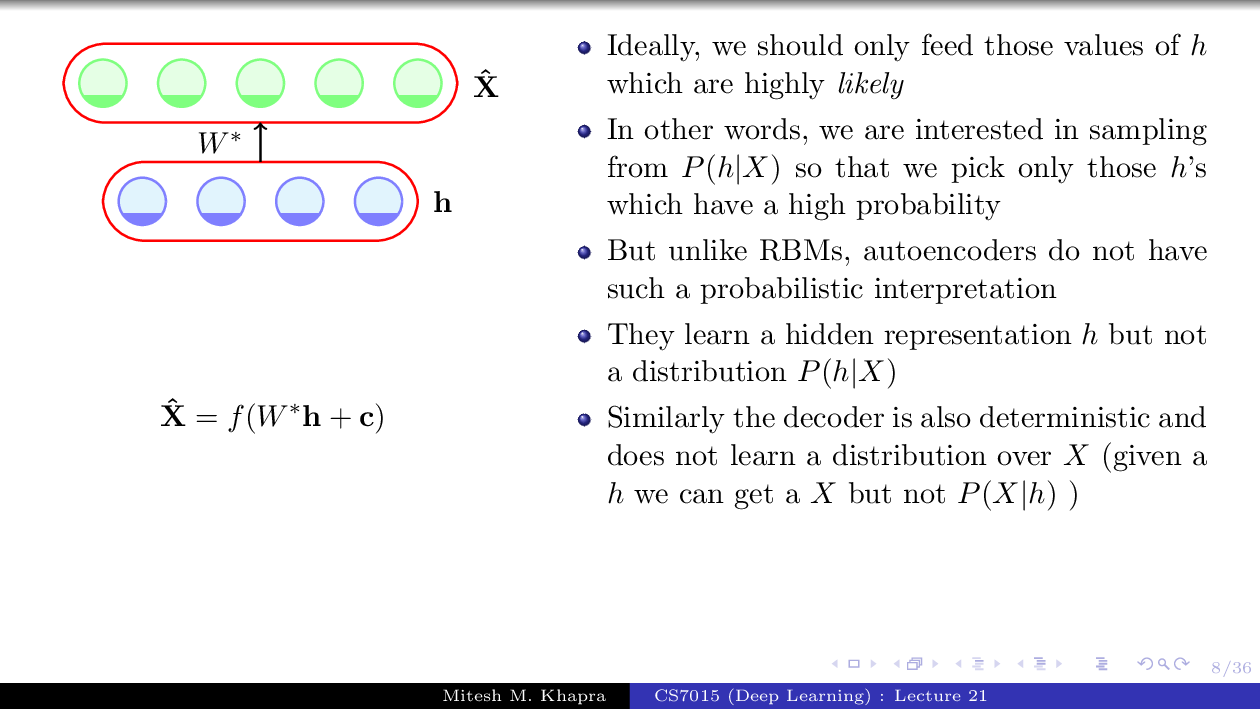 X̂
W*
h
X̂ = f(W*h + c)
Ideally, we should only feed those values of h
which are highly likely
In other words, we are interested in sampling
from P(h|X) so that we pick only those h's
which have a high probability
But unlike RBMs, autoencoders do not have
such a probabilistic interpretation
They learn a hidden representation h but not
a distribution P(h|X)
Similarly the decoder is also deterministic and
does not learn a distribution over X (given a
h we can get a X but not P(X|h) )
8/36
Mitesh M. Khapra
CS7015 (Deep Learning) : Lecture 21